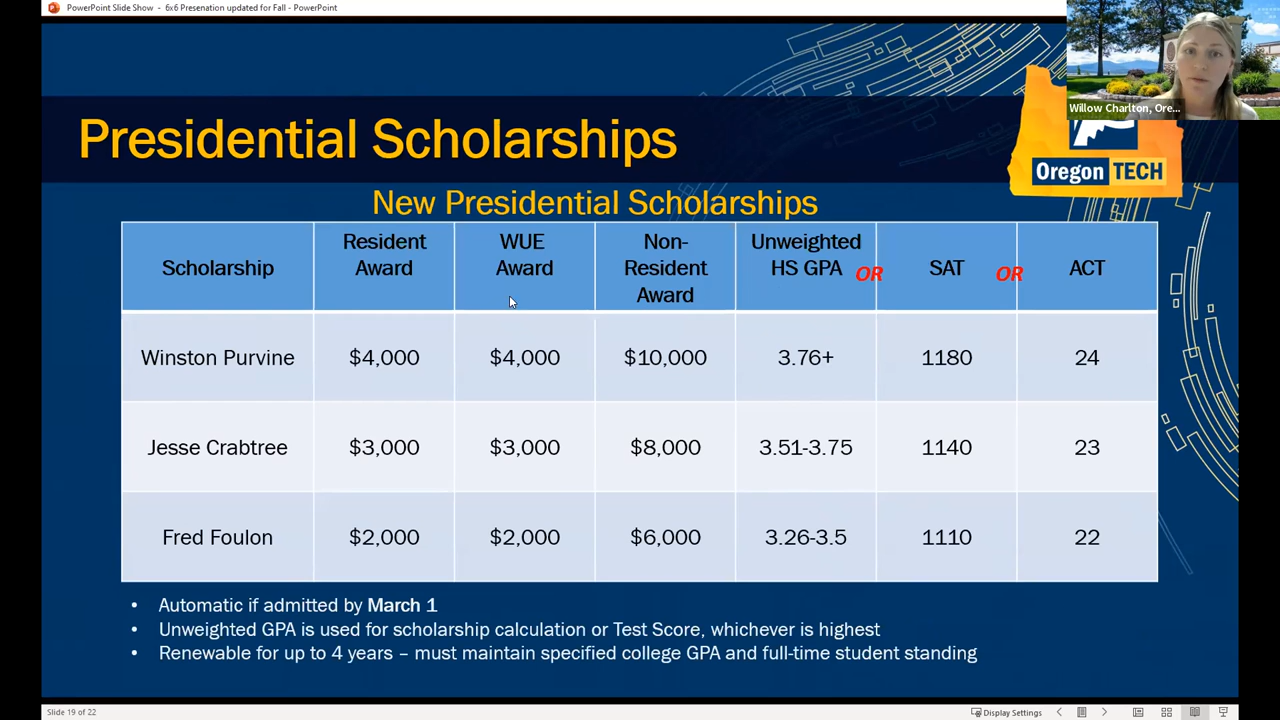 PowerPoint Slide Show - 6x6 Presenation updated for Fall - PowerPoint
Willow Charlton, Ore...
Presidential Scholarships
Oregon TECH
New Presidential Scholarships
Scholarship
Resident
Award
WUE
Award
Non-
Resident
Award
Unweighted
HS GPA
OR
SAT
OR
ACT
Winston Purvine $4,000 $4,000 $10,000 3.76+ 1180 24
Jesse Crabtree $3,000 $3,000 $8,000 3.51-3.75 1140 23
Fred Foulon $2,000 $2,000 $6,000 3.26-3.5 1110 22
• Automatic if admitted by March 1
• Unweighted GPA is used for scholarship calculation or Test Score, whichever is highest
• Renewable for up to 4 years – must maintain specified college GPA and full-time student standing
Slide 19 of 22
Display Settings